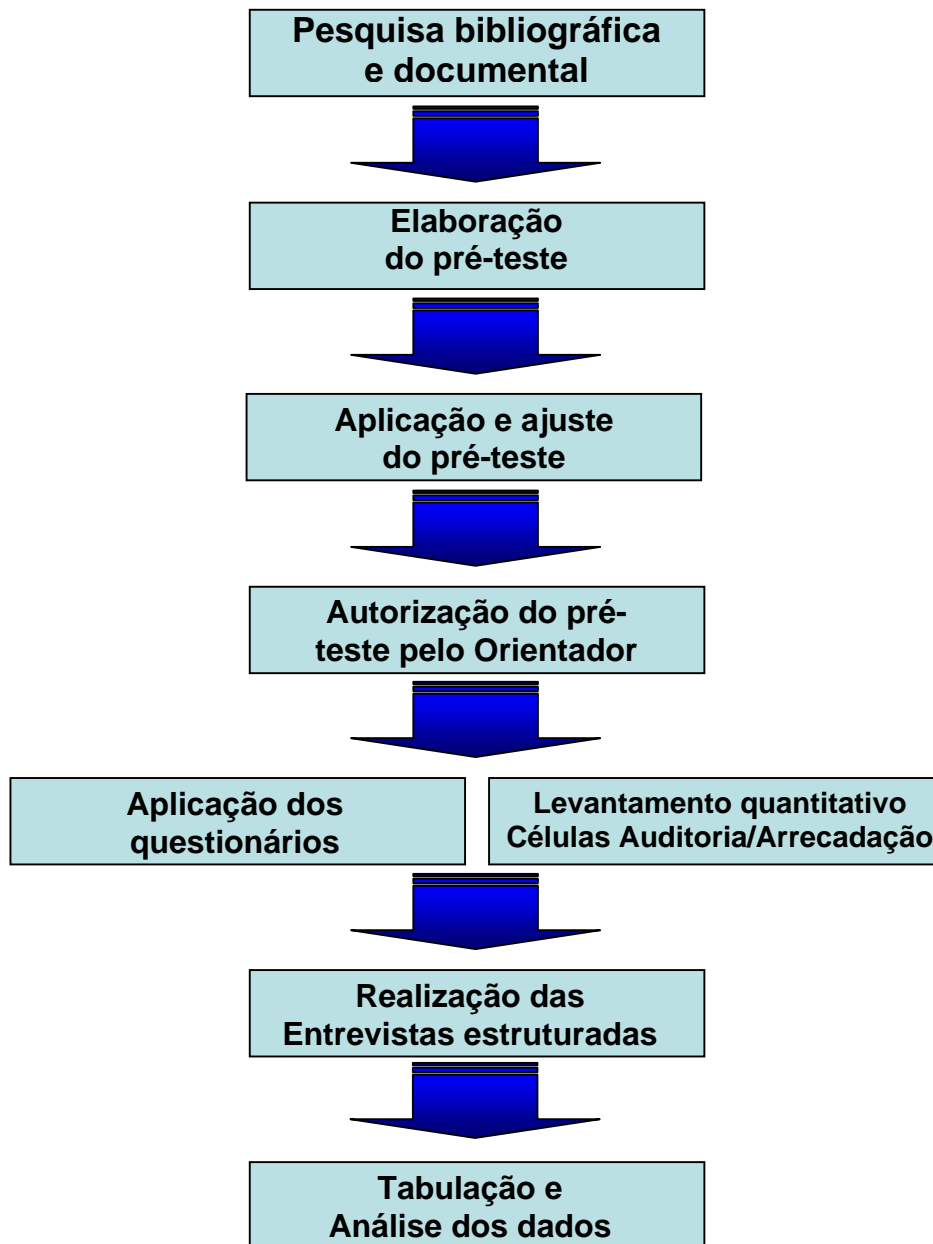 Pesquisa bibliográfica
e documental
Elaboração
do pré-teste
Aplicação e ajuste
do pré-teste
Autorização do pré-
teste pelo Orientador
Aplicação dos
questionários
Levantamento quantitativo
Células Auditoria/Arrecadação
Realização das
Entrevistas estruturadas
Tabulação e
Análise dos dados